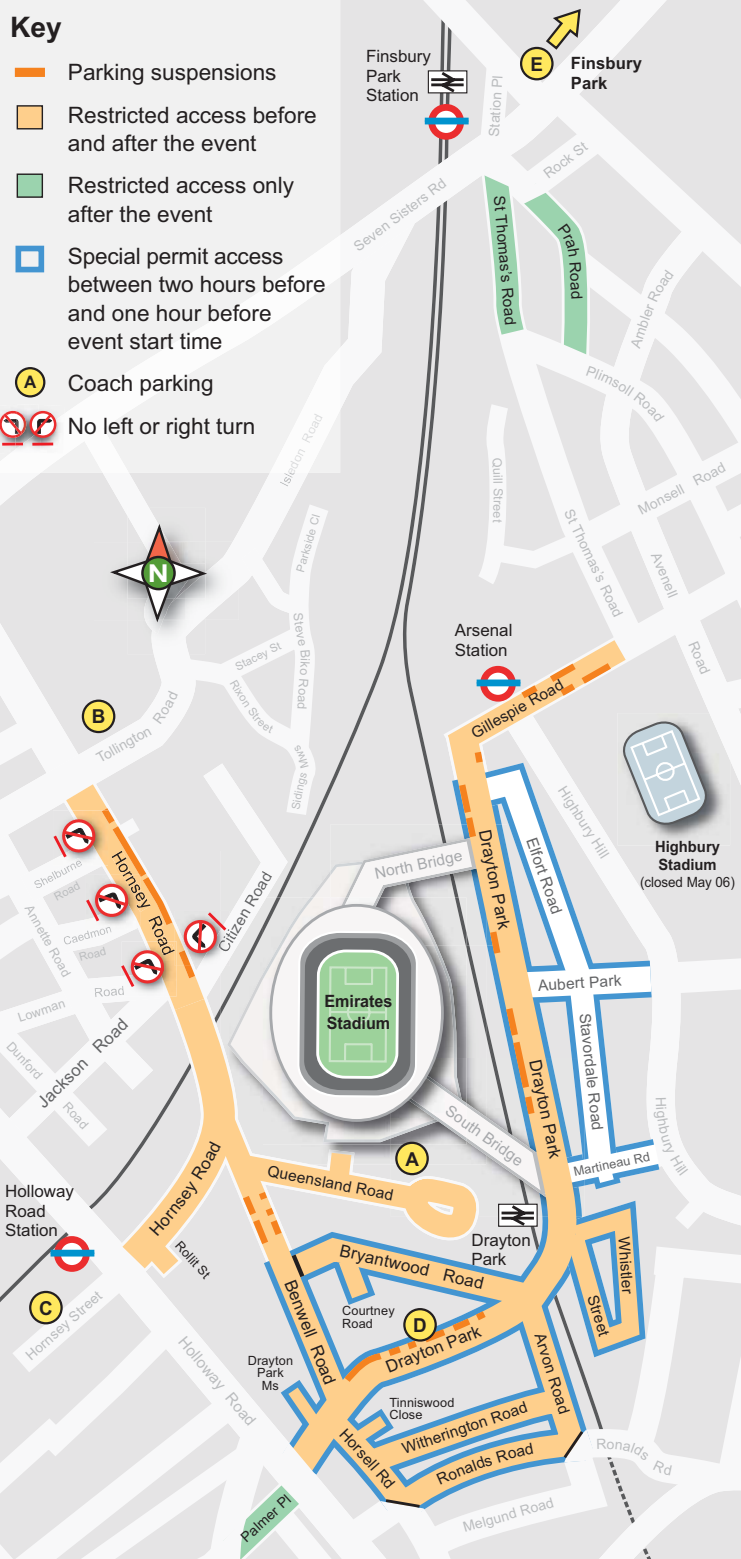 Key
Parking suspensions
Restricted access before
and after the event
Restricted access only
after the event
Special permit access
between two hours before
and one hour before
event start time
A
Coach parking
No left or right turn
Finsbury
Park
Station
Station Pl
E
Finsbury
Park
Rock St
Seven Sisters Rd
St Thomas's Road
Prah Road
Ambler Road
Plimsoll Road
Isledon Road
Quill Street
Monsell Road
St Thomas's Road
Avenell
Road
Parkside Cl
N
Stacey St
Steve Biko Road
Rixon Street
Sidings Mws
Arsenal
Station
Gillespie Road
B
Tollington Road
Highbury Hill
Highbury
Stadium
(closed May 06)
Hornsey Road
Shelburne
Road
Annette Road
Caedmon
Road
Citizen Road
Lowman
Road
Dunford
Road
Jackson Road
North Bridge
Drayton Park
Elfort Road
Emirates
Stadium
Aubert Park
Stavordale Road
Drayton Park
South Bridge
Martineau Rd
Highbury Hill
A
Queensland Road
Hornsey Road
Holloway
Road
Station
Rollit St
C
Hornsey Street
Drayton
Park
Whistler
Street
Bryantwood Road
Courtney
Road
Benwell Road
D
Drayton Park
Arvon Road
Holloway Road
Drayton
Park
Ms
Tinniswood
Close
Witherington Road
Horsell Rd
Ronalds Road
Ronalds Rd
Melgund Road
Palmer Pl